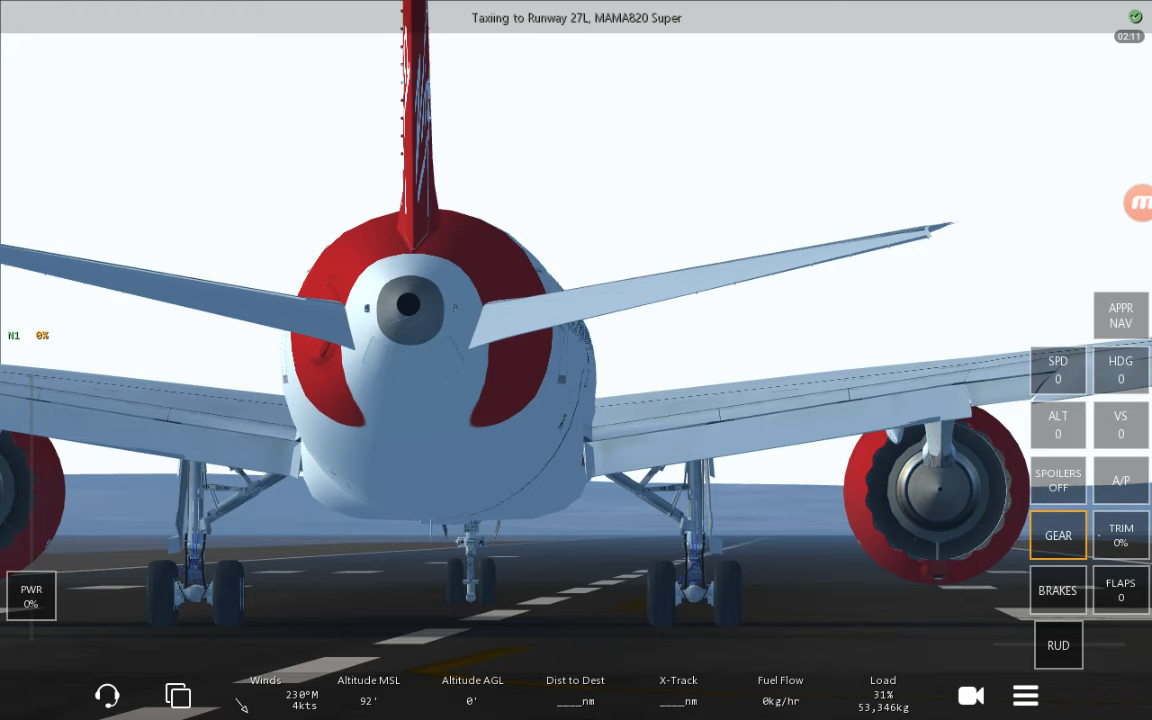 Taxiing to Runway 27L, MAMA820 Super
02:11
m
APPR
NAV
N1 0%
SPD
0
HDG
0
ALT
0
VS
0
SPOILERS
OFF
A/P
GEAR
TRIM
0%
PWR
0%
BRAKES
FLAPS
0
RUD
Winds
230°M
4kts
Altitude MSL
92'
Altitude AGL
0'
Dist to Dest
____nm
X-Track
____nm
Fuel Flow
0kg/hr
Load
31%
53,346kg